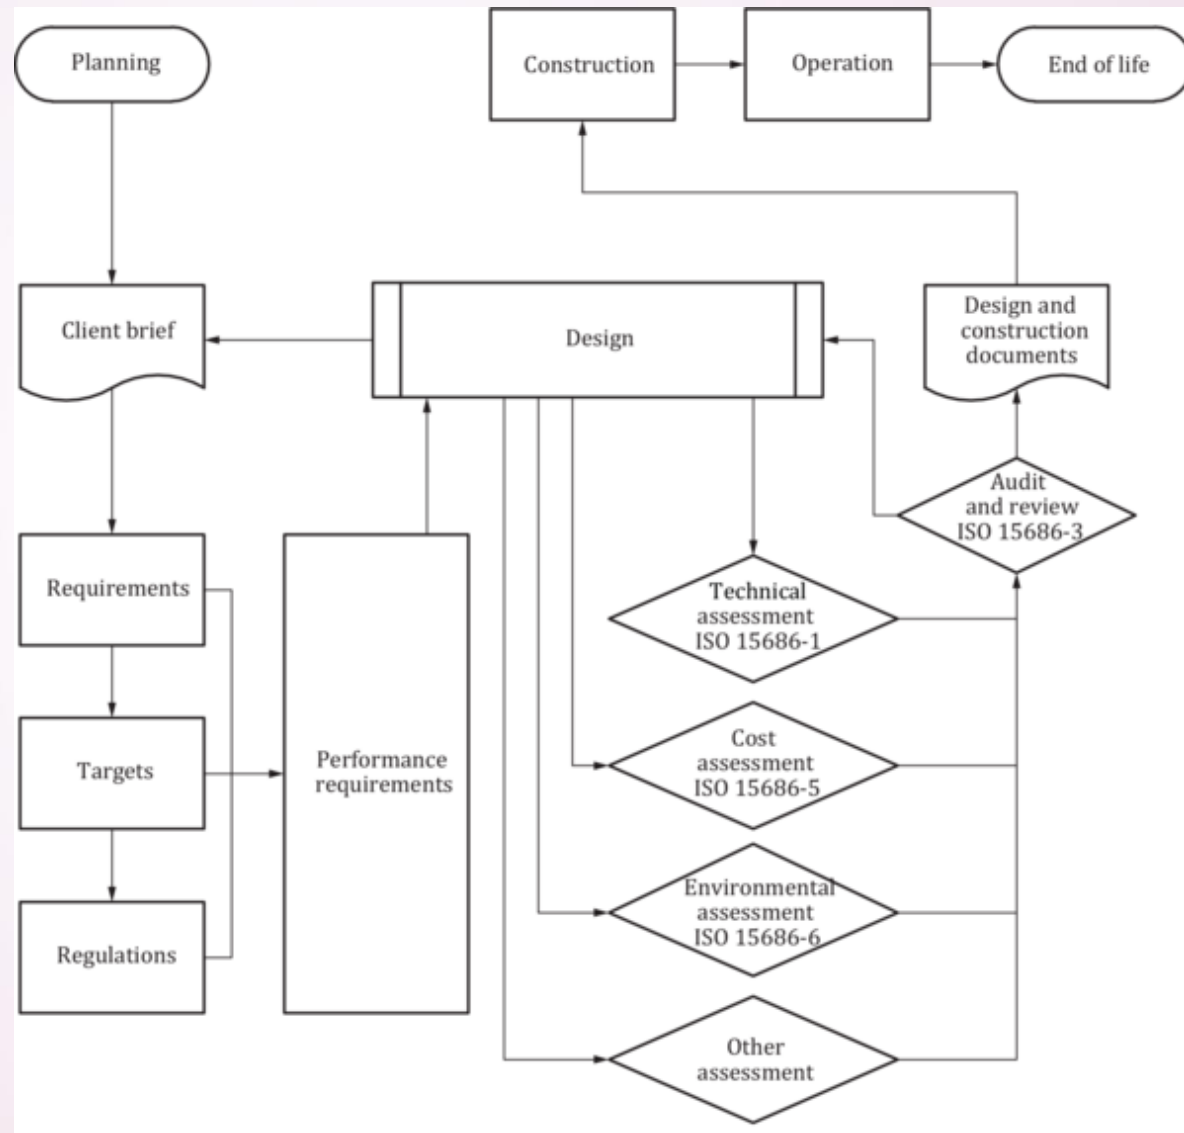 Planning
Construction
Operation
End of life
Client brief
Design
Design and
construction
documents
Audit
and review
ISO 15686-3
Requirements
Technical
assessment
ISO 15686-1
Targets
Performance
requirements
Cost
assessment
ISO 15686-5
Environmental
assessment
ISO 15686-6
Regulations
Other
assessment